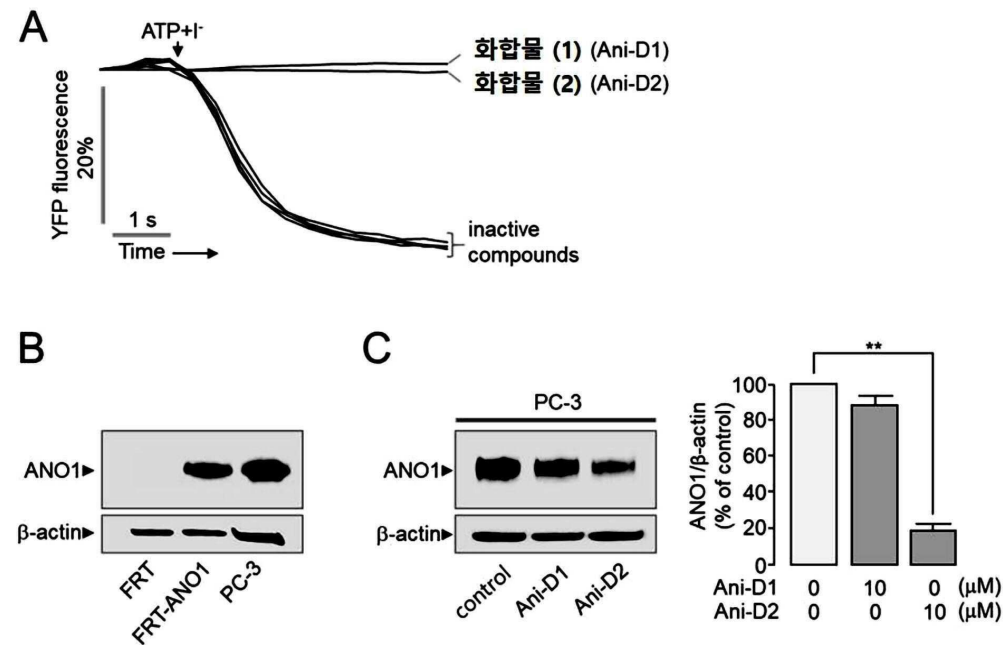 A
ATP+I-
화합물 (1) (Ani-D1)
화합물 (2) (Ani-D2)
YFP fluorescence
20%
1 s
Time
inactive
compounds
B
ANO1
β-actin
FRT
FRT-ANO1
PC-3
C
PC-3
ANO1
β-actin
control
Ani-D1
Ani-D2
**
ANO1/β-actin
(% of control)
100
80
60
40
20
0
Ani-D1 0 10 0 (μM)
Ani-D2 0 0 10 (μM)